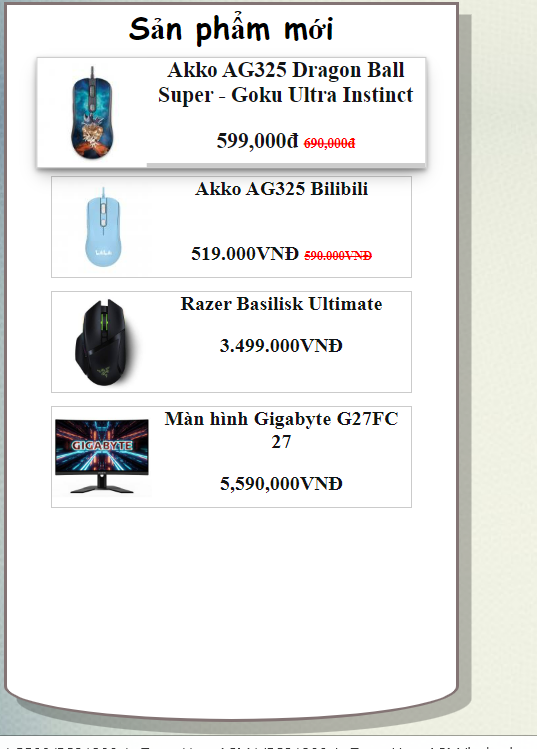 Sản phẩm mới
Akko AG325 Dragon Ball
Super - Goku Ultra Instinct
599,000đ 690,000đ
Akko AG325 Bilibili
519.000VNĐ 590.000VNĐ
Razer Basilisk Ultimate
3.499.000VNĐ
Màn hình Gigabyte G27FC
27
GIGABYTE
5,590,000VNĐ